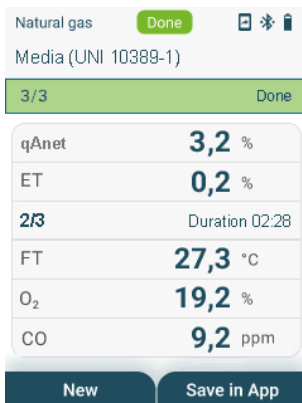 Natural gas Done
Media (UNI 10389-1)
3/3 Done
qAnet 3,2 %
ET 0,2 %
2/3 Duration 02:28
FT 27,3 °C
O₂ 19,2 %
CO 9,2 ppm
New Save in App